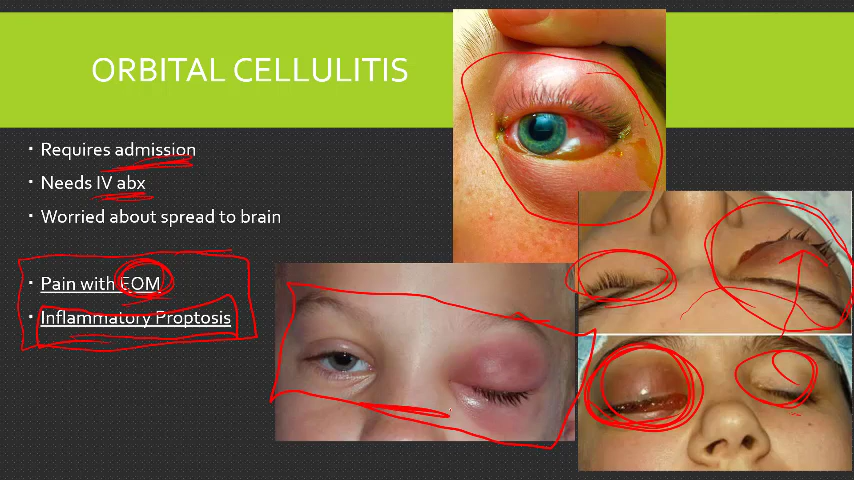 ORBITAL CELLULITIS
Requires admission
Needs IV abx
Worried about spread to brain
Pain with EOM
Inflammatory Proptosis